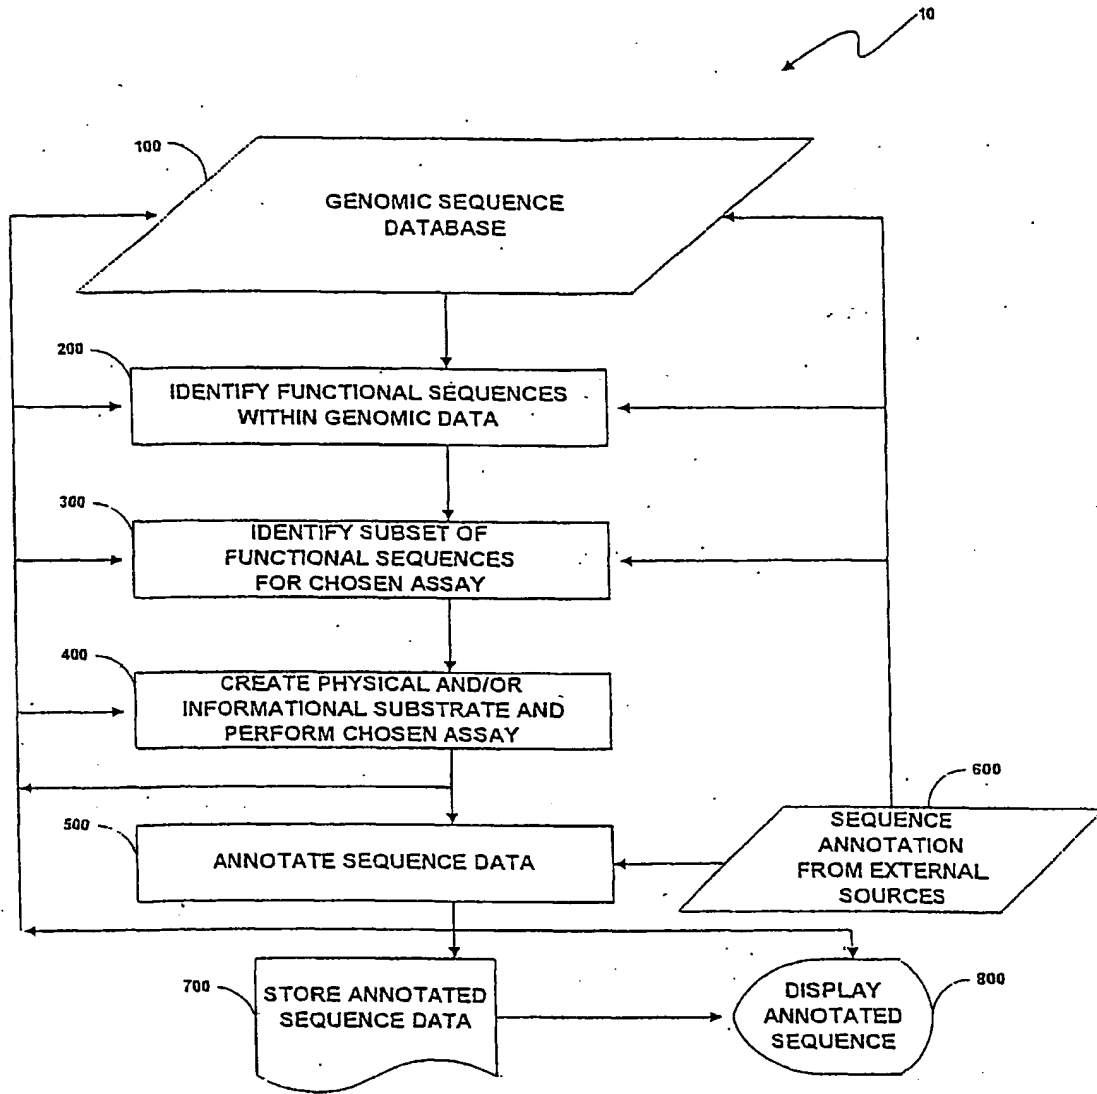 10
100
GENOMIC SEQUENCE
DATABASE
200
IDENTIFY FUNCTIONAL SEQUENCES
WITHIN GENOMIC DATA
300
IDENTIFY SUBSET OF
FUNCTIONAL SEQUENCES
FOR CHOSEN ASSAY
400
CREATE PHYSICAL AND/OR
INFORMATIONAL SUBSTRATE AND
PERFORM CHOSEN ASSAY
500
ANNOTATE SEQUENCE DATA
600
SEQUENCE
ANNOTATION
FROM EXTERNAL
SOURCES
700
STORE ANNOTATED
SEQUENCE DATA
800
DISPLAY
ANNOTATED
SEQUENCE